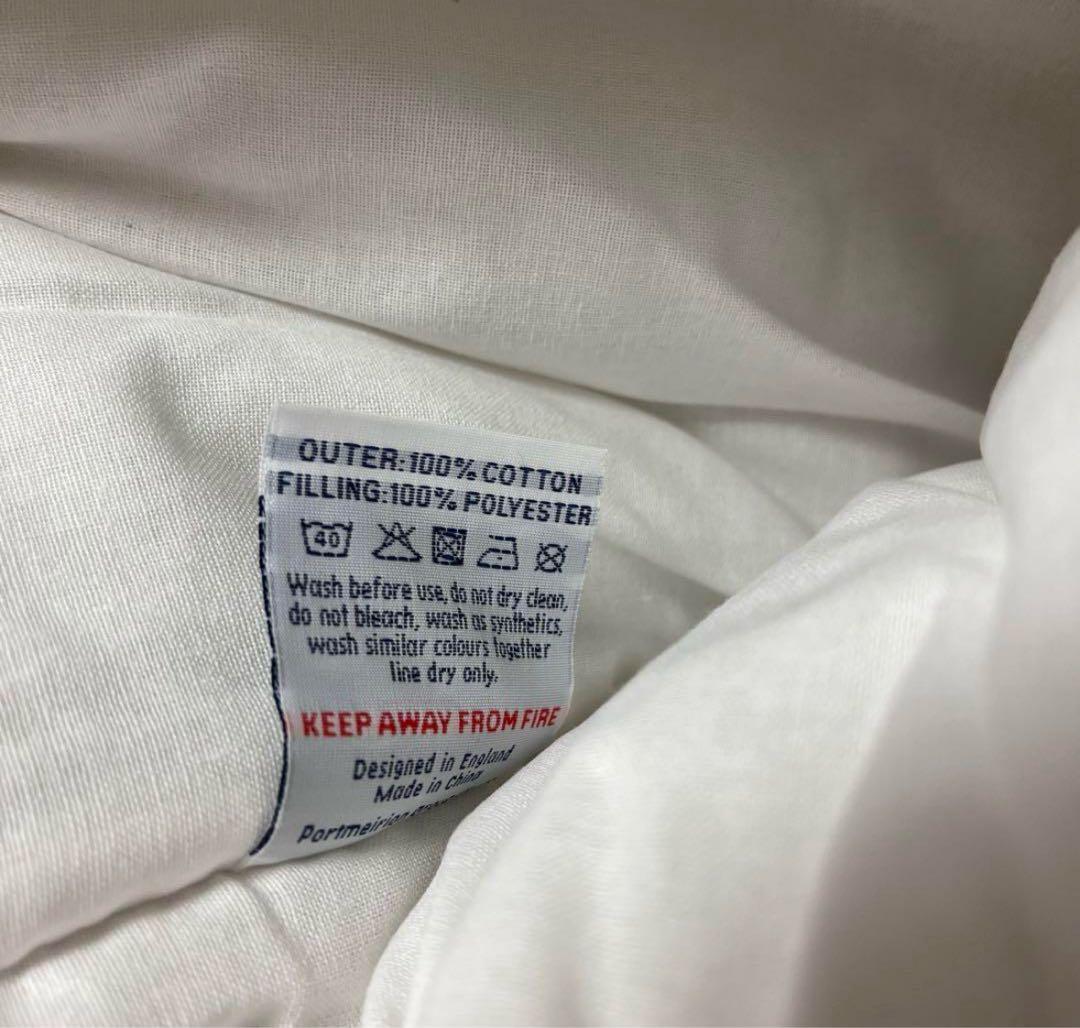 OUTER:100% COTTON
FILLING:100% POLYESTER
40
Wash before use, do not dry clean,
do not bleach, wash as synthetics,
wash similar colours together
line dry only.
KEEP AWAY FROM FIRE
Designed in England
Made in China
Portmeirion